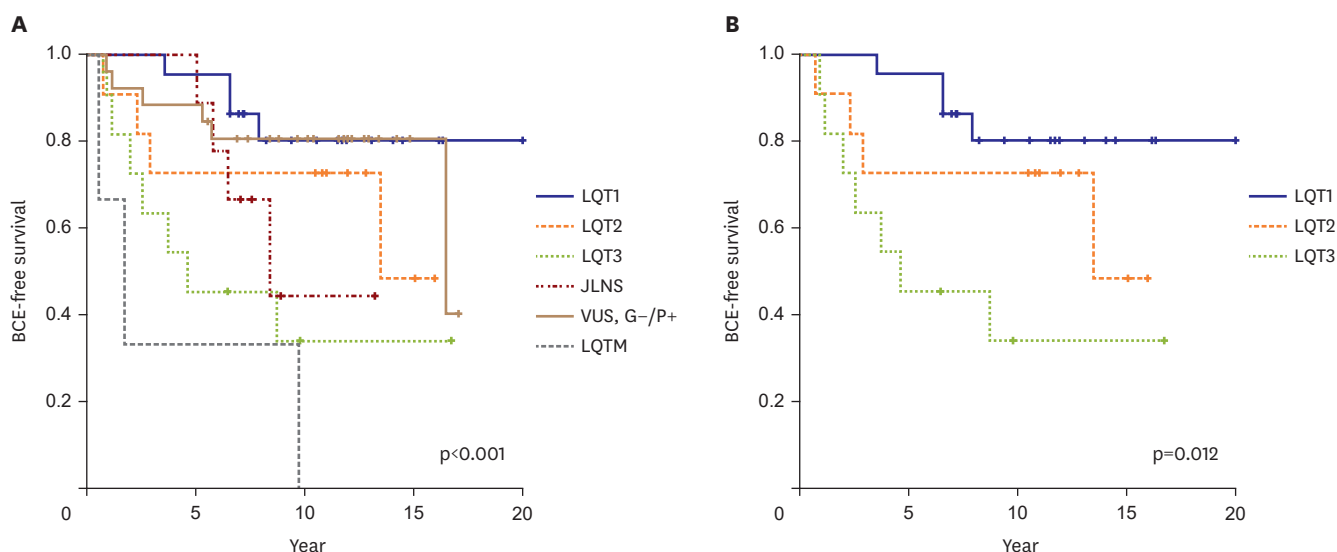 A
BCE-free survival
1.0
0.8
0.6
0.4
0.2
0
5
10
15
20
Year
p<0.001
LQT1
LQT2
LQT3
JLNS
VUS, G−/P+
LQTM
B
BCE-free survival
1.0
0.8
0.6
0.4
0.2
0
5
10
15
20
Year
p=0.012
LQT1
LQT2
LQT3